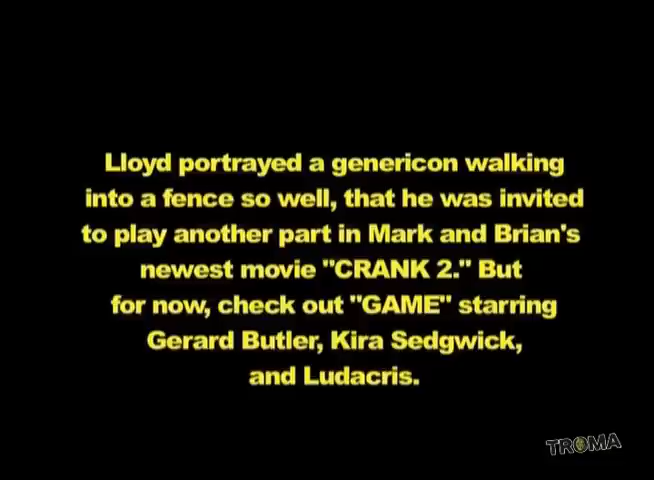 Lloyd portrayed a genericon walking
into a fence so well, that he was invited
to play another part in Mark and Brian's
newest movie "CRANK 2." But
for now, check out "GAME" starring
Gerard Butler, Kira Sedgwick,
and Ludacris.
TROMA